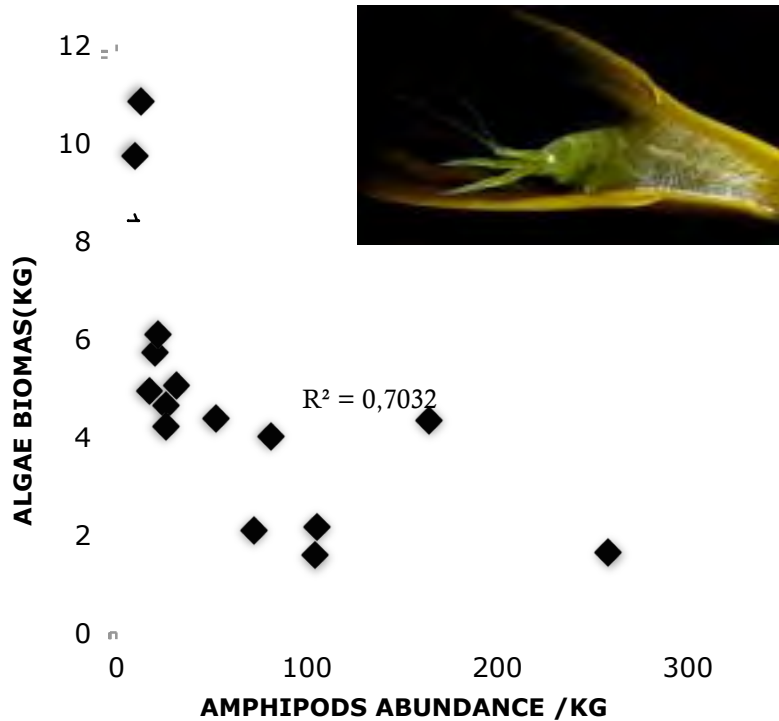 12
10
8
6
4
2
0
ALGAE BIOMAS(KG)
R² = 0,7032
0 100 200 300
AMPHIPODS ABUNDANCE /KG